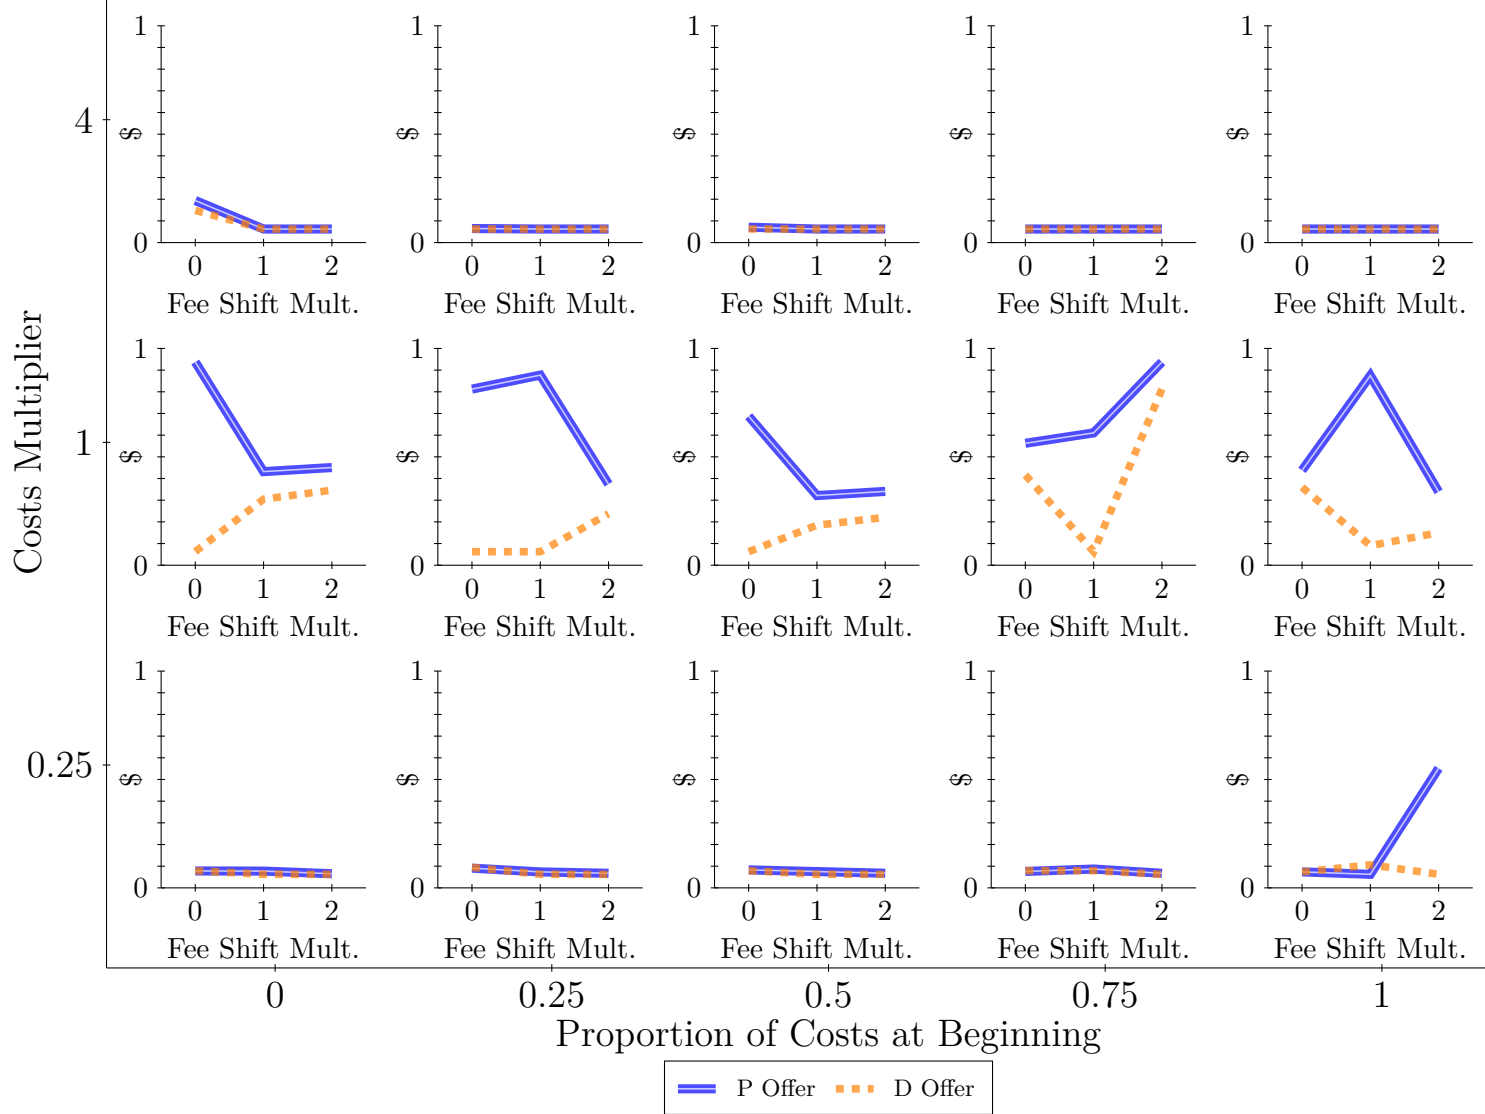 1 1 1 1 1
4
$ $ $ $ $
0 0 0 0 0
0 1 2 0 1 2 0 1 2 0 1 2 0 1 2
Fee Shift Mult. Fee Shift Mult. Fee Shift Mult. Fee Shift Mult. Fee Shift Mult.
Costs Multiplier
1 1 1 1 1
1
$ $ $ $ $
0 0 0 0 0
0 1 2 0 1 2 0 1 2 0 1 2 0 1 2
Fee Shift Mult. Fee Shift Mult. Fee Shift Mult. Fee Shift Mult. Fee Shift Mult.
1 1 1 1 1
0.25
$ $ $ $ $
0 0 0 0 0
0 1 2 0 1 2 0 1 2 0 1 2 0 1 2
Fee Shift Mult. Fee Shift Mult. Fee Shift Mult. Fee Shift Mult. Fee Shift Mult.
0 0.25 0.5 0.75 1
Proportion of Costs at Beginning
P Offer D Offer